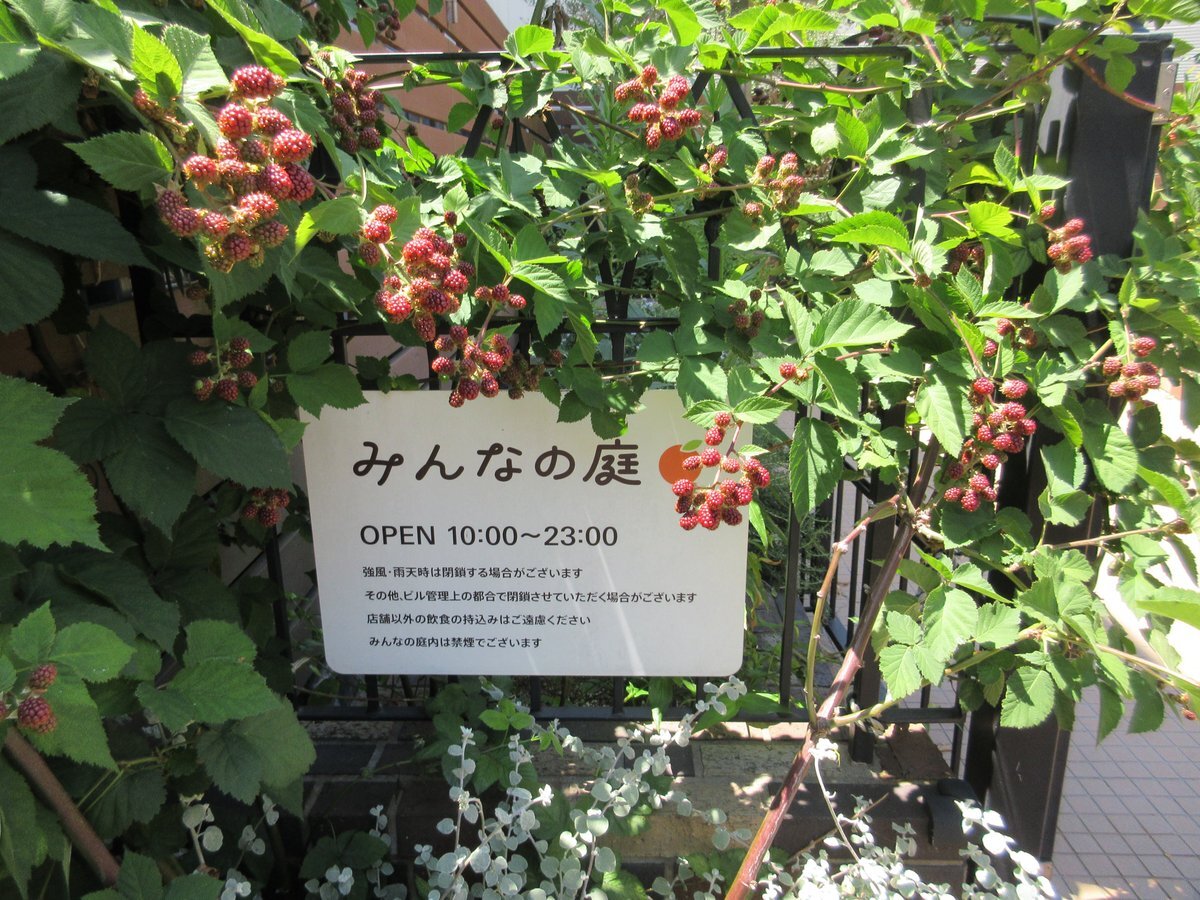 みんなの庭
OPEN 10:00～23:00
強風・雨天時は閉鎖する場合がございます
その他、ビル管理上の都合で閉鎖させていただく場合がございます
店舗以外の飲食の持込みはご遠慮ください
みんなの庭内は禁煙でございます